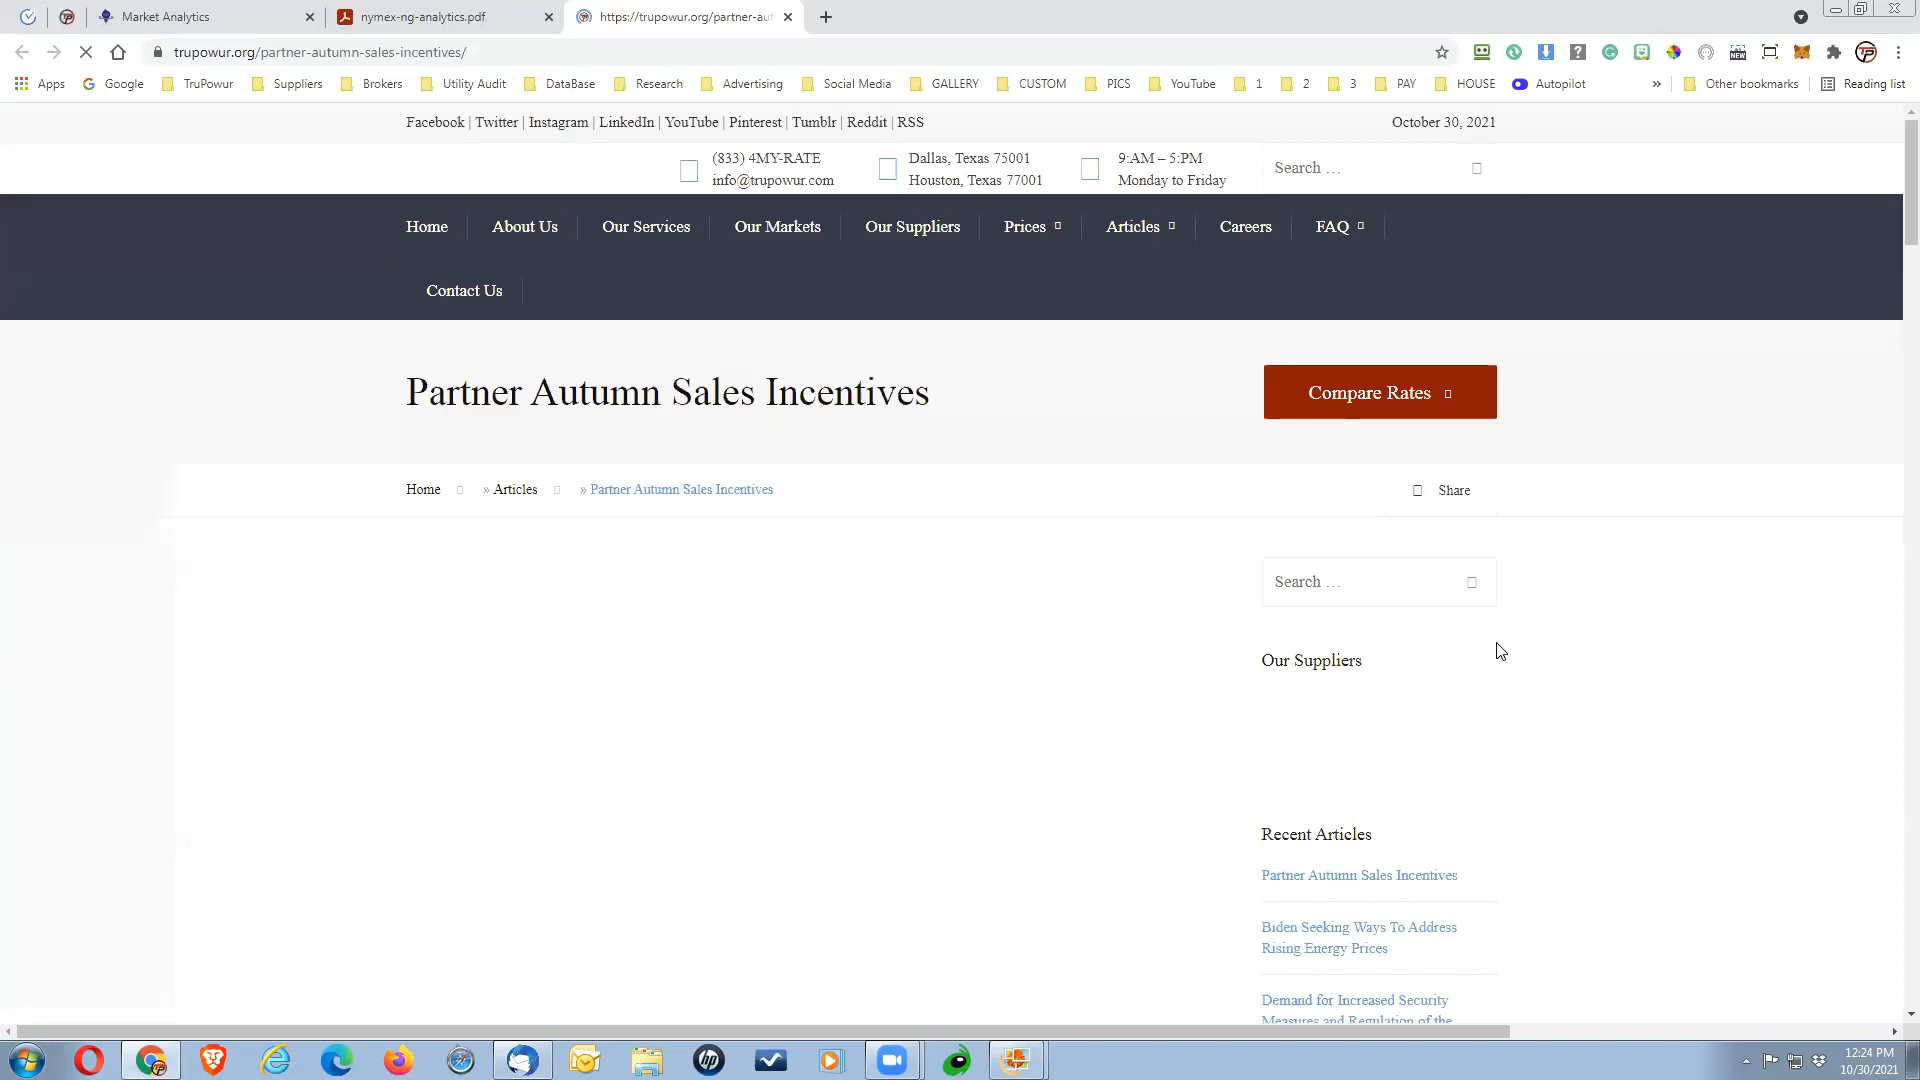 Market Analytics
nymex-ng-analytics.pdf
https://trupowur.org/partner-aut
trupowur.org/partner-autumn-sales-incentives/
Apps Google TruPowur Suppliers Brokers Utility Audit DataBase Research Advertising Social Media GALLERY CUSTOM PICS YouTube 1 2 3 PAY HOUSE Autopilot » Other bookmarks Reading list
Facebook | Twitter | Instagram | LinkedIn | YouTube | Pinterest | Tumblr | Reddit | RSS
October 30, 2021
(833) 4MY-RATE
info@trupowur.com
Dallas, Texas 75001
Houston, Texas 77001
9:AM – 5:PM
Monday to Friday
Search …
Home About Us Our Services Our Markets Our Suppliers Prices Articles Careers FAQ
Contact Us
Partner Autumn Sales Incentives
Compare Rates
Home » Articles » Partner Autumn Sales Incentives
Share
Search …
Our Suppliers
Recent Articles
Partner Autumn Sales Incentives
Biden Seeking Ways To Address
Rising Energy Prices
Demand for Increased Security
Measures and Regulation of the
12:24 PM
10/30/2021